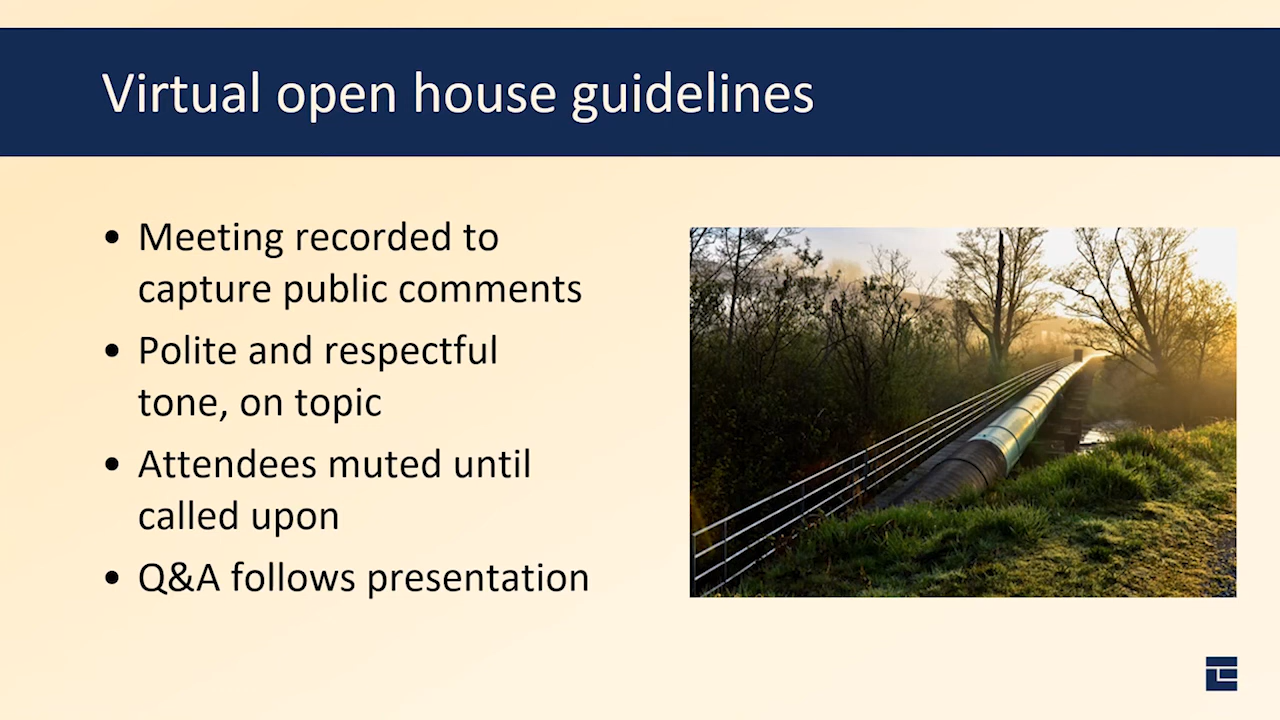 Virtual open house guidelines
• Meeting recorded to
capture public comments
• Polite and respectful
tone, on topic
• Attendees muted until
called upon
• Q&A follows presentation